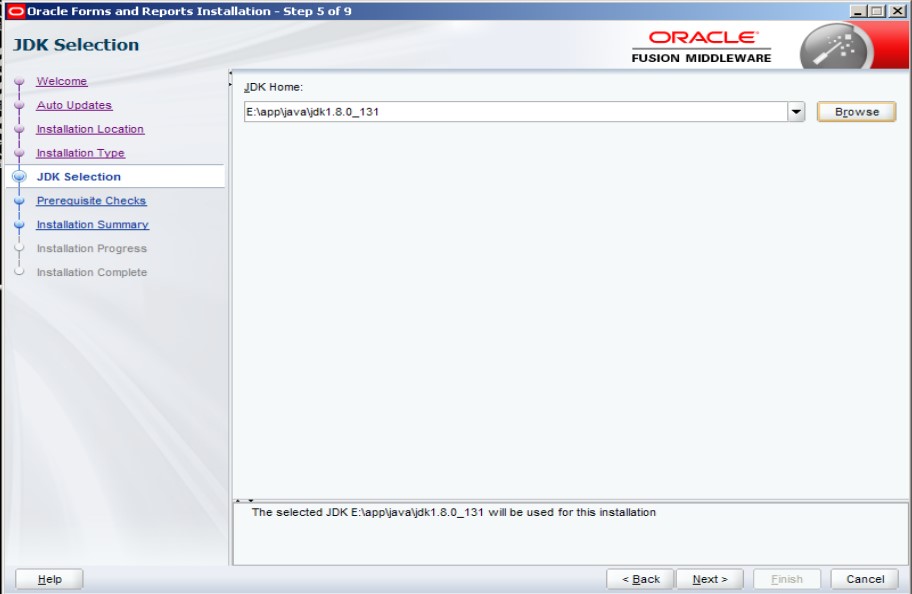 Oracle Forms and Reports Installation - Step 5 of 9
JDK Selection
ORACLE
FUSION MIDDLEWARE
Welcome
Auto Updates
Installation Location
Installation Type
JDK Selection
Prerequisite Checks
Installation Summary
Installation Progress
Installation Complete
JDK Home:
E:\app\java\jdk1.8.0_131
Browse
The selected JDK E:\app\java\jdk1.8.0_131 will be used for this installation
Help
< Back
Next >
Finish
Cancel